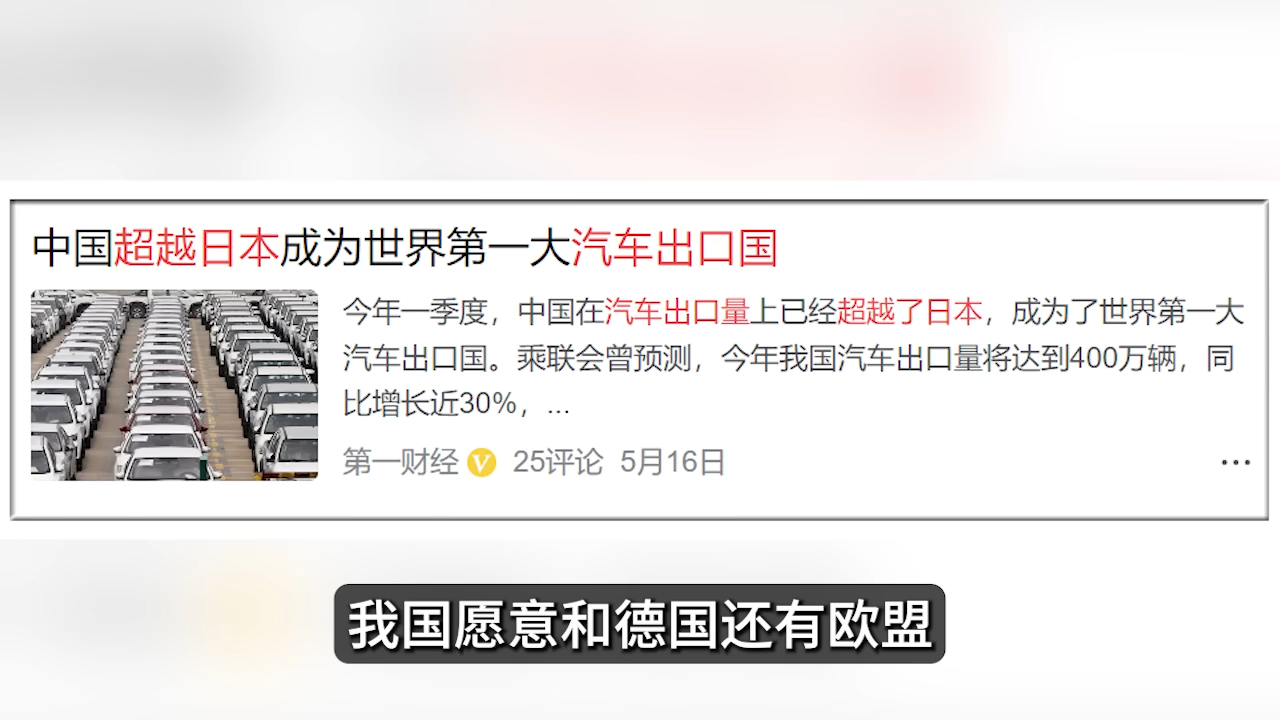 中国超越日本成为世界第一大汽车出口国
今年一季度，中国在汽车出口量上已经超越了日本，成为了世界第一大
汽车出口国。乘联会曾预测，今年我国汽车出口量将达到400万辆，同
比增长近30%，...
第一财经 V 25评论 5月16日
...
我国愿意和德国还有欧盟